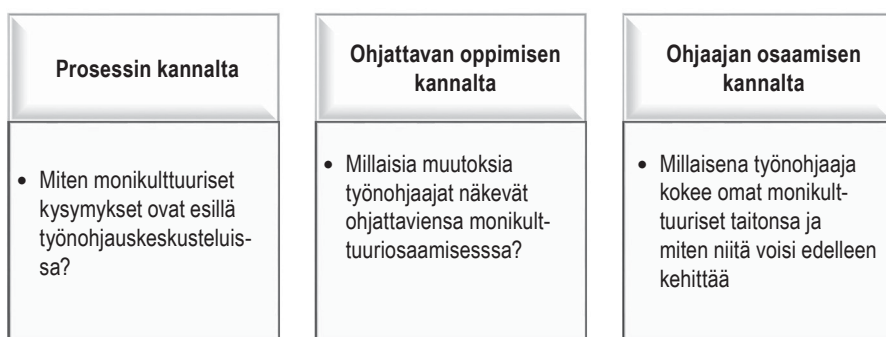 Prosessin kannalta
• Miten monikulttuuriset
kysymykset ovat esillä
työnohjauskeskusteluis-
sa?
Ohjattavan oppimisen
kannalta
• Millaisia muutoksia
työnohjaajat näkevät
ohjattaviensa monikult-
tuuriosaamisesssa?
Ohjaajan osaamisen
kannalta
• Millaisena työnohjaaja
kokee omat monikult-
tuuriset taitonsa ja
miten niitä voisi edelleen
kehittää